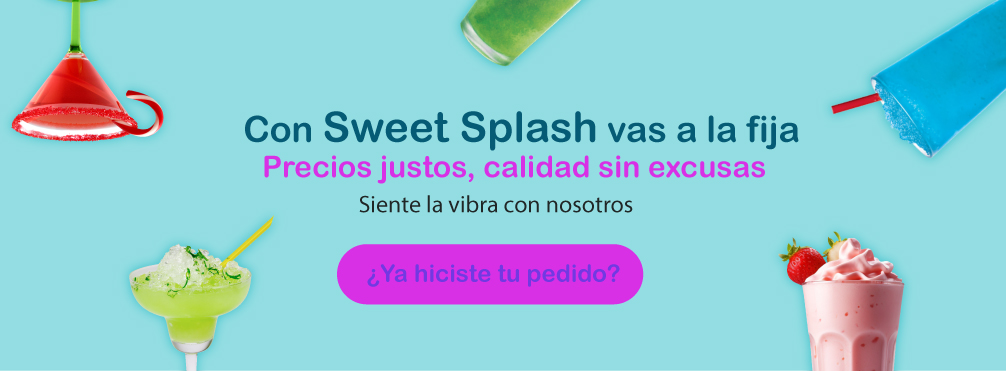 Con Sweet Splash vas a la fija
Precios justos, calidad sin excusas
Siente la vibra con nosotros
¿Ya hiciste tu pedido?